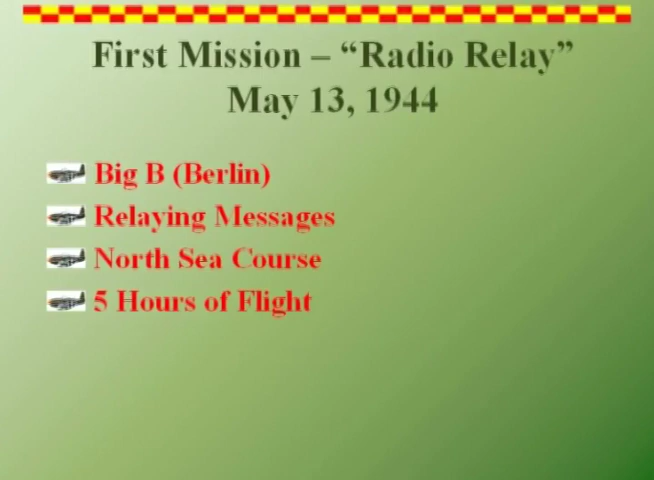 First Mission – “Radio Relay”
May 13, 1944
Big B (Berlin)
Relaying Messages
North Sea Course
5 Hours of Flight